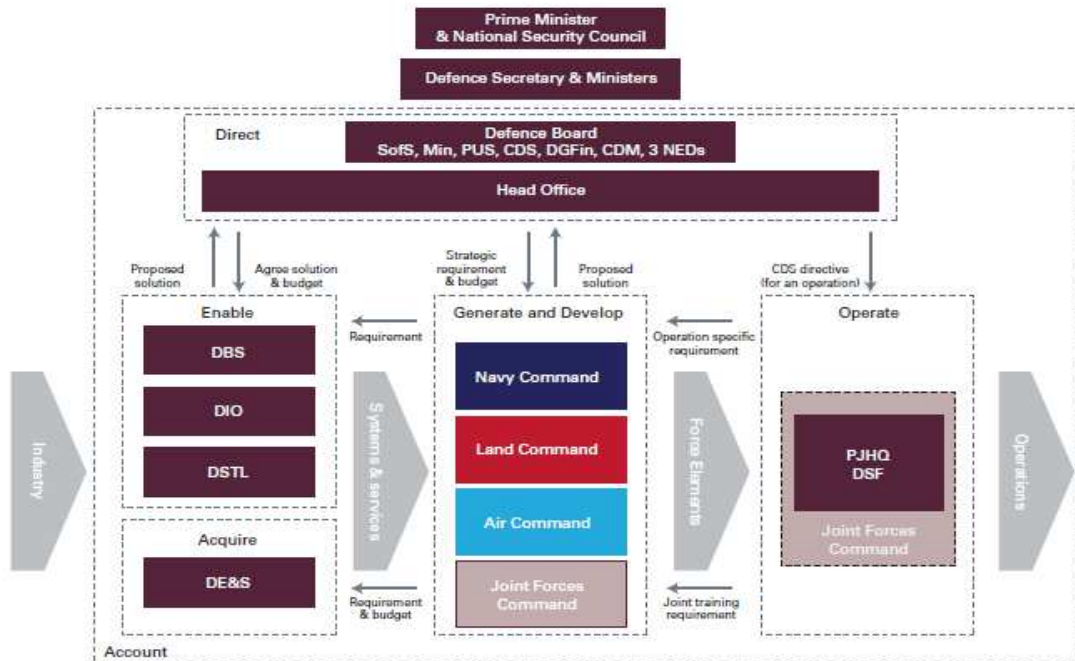 Prime Minister
& National Security Council
Defence Secretary & Ministers
Direct
Defence Board
SofS, Min, PUS, CDS, DGFin, CDM, 3 NEDs
Head Office
Proposed
solution
Agree solution
& budget
Strategic
requirement
& budget
Proposed
solution
CDS directive
(for an operation)
Enable
DBS
DIO
DSTL
Acquire
DE&S
Requirement
Requirement
& budget
Generate and Develop
Navy Command
Land Command
Air Command
Joint Forces
Command
Operation specific
requirement
Joint training
requirement
Operate
PJHQ
DSF
Joint Forces
Command
Industry
Systems & services
Force Elements
Operations
Account